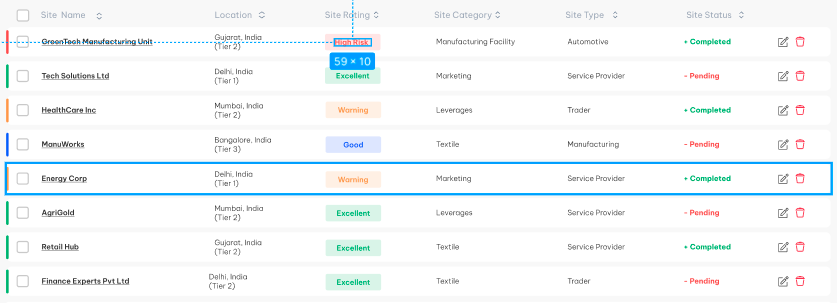 Site Name Location Site Rating Site Category Site Type Site Status
GreenTech Manufacturing Unit Gujarat, India (Tier 2) High Risk Manufacturing Facility Automotive + Completed
59 × 10
Tech Solutions Ltd Delhi, India (Tier 1) Excellent Marketing Service Provider - Pending
HealthCare Inc Mumbai, India (Tier 2) Warning Leverages Trader + Completed
ManuWorks Bangalore, India (Tier 3) Good Textile Manufacturing - Pending
Energy Corp Delhi, India (Tier 1) Warning Marketing Service Provider + Completed
AgriGold Mumbai, India (Tier 2) Excellent Leverages Service Provider - Pending
Retail Hub Gujarat, India (Tier 2) Excellent Textile Service Provider + Completed
Finance Experts Pvt Ltd Delhi, India (Tier 2) Excellent Textile Trader - Pending